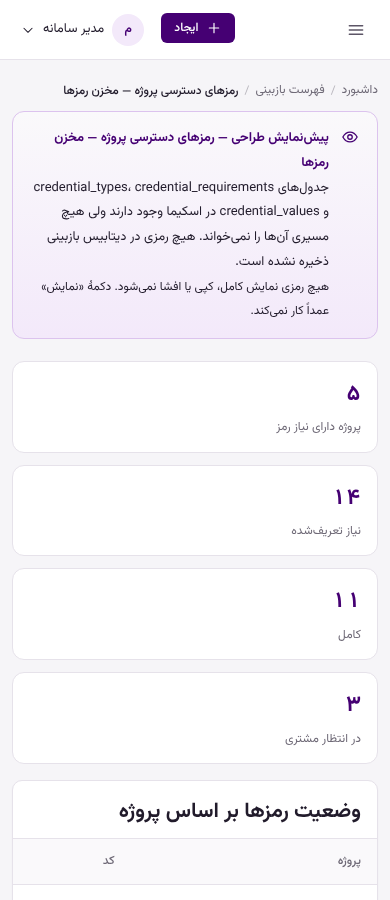 ایجاد
م
مدیر سامانه
داشبورد / فهرست بازبینی / رمزهای دسترسی پروژه — مخزن رمزها
پیش‌نمایش طراحی — رمزهای دسترسی پروژه — مخزن
رمزها
جدول‌های credential_types، credential_requirements
و credential_values در اسکیما وجود دارند ولی هیچ
مسیری آن‌ها را نمی‌خواند. هیچ رمزی در دیتابیس بازبینی
ذخیره نشده است.
هیچ رمزی نمایش کامل، کپی یا افشا نمی‌شود. دکمهٔ «نمایش»
عمداً کار نمی‌کند.
۵
پروژه دارای نیاز رمز
۱۴
نیاز تعریف‌شده
۱۱
کامل
۳
در انتظار مشتری
وضعیت رمزها بر اساس پروژه
پروژه کد